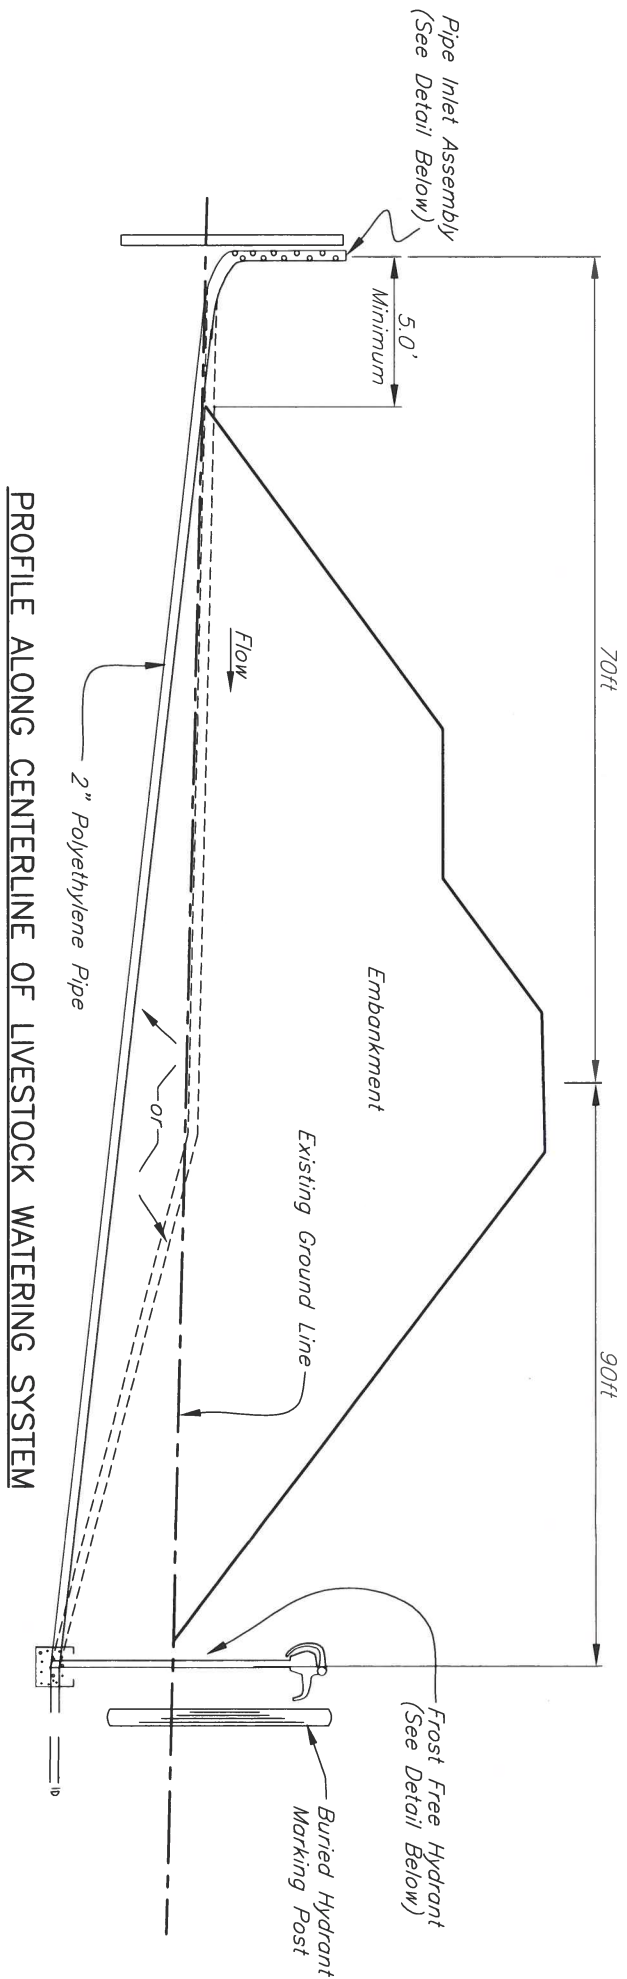 70ft
90ft
Pipe Inlet Assembly
(See Detail Below)
5.0'
Minimum
Flow
Embankment
Existing Ground Line
or
2" Polyethylene Pipe
Frost Free Hydrant
(See Detail Below)
Buried Hydrant
Marking Post
PROFILE ALONG CENTERLINE OF LIVESTOCK WATERING SYSTEM